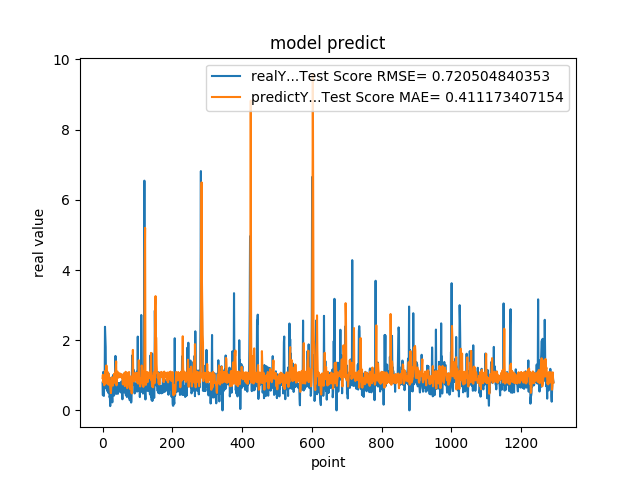 model predict
realY...Test Score RMSE= 0.720504840353
predictY...Test Score MAE= 0.411173407154
10
8
6
4
2
0
real value
0 200 400 600 800 1000 1200
point